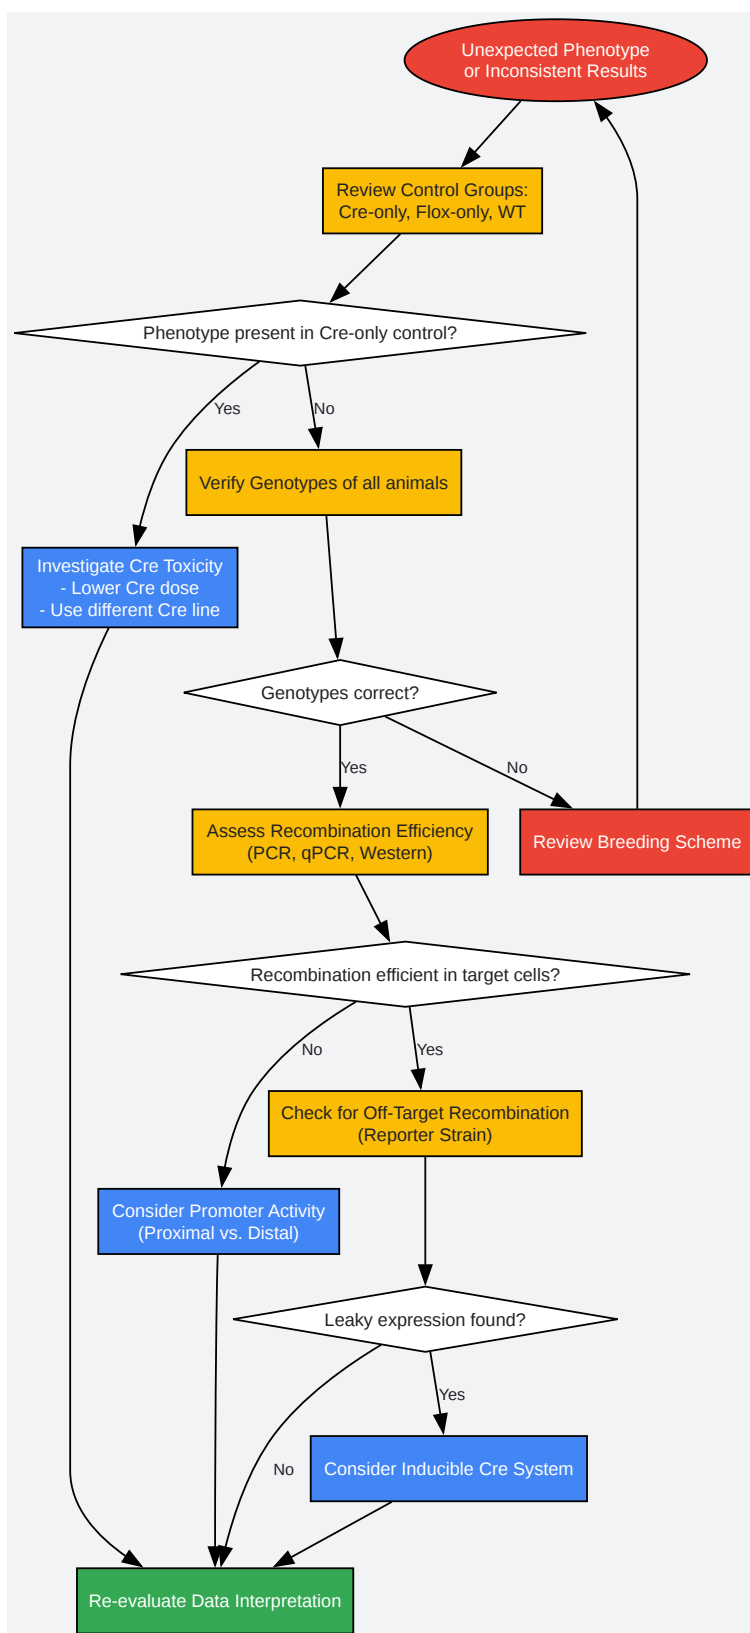 Unexpected Phenotype
or Inconsistent Results
Review Control Groups:
Cre-only, Flox-only, WT
Phenotype present in Cre-only control?
Yes
No
Verify Genotypes of all animals
Investigate Cre Toxicity
- Lower Cre dose
- Use different Cre line
Genotypes correct?
Yes
No
Assess Recombination Efficiency
(PCR, qPCR, Western)
Review Breeding Scheme
Recombination efficient in target cells?
No
Yes
Check for Off-Target Recombination
(Reporter Strain)
Consider Promoter Activity
(Proximal vs. Distal)
Leaky expression found?
Yes
No
Consider Inducible Cre System
Re-evaluate Data Interpretation